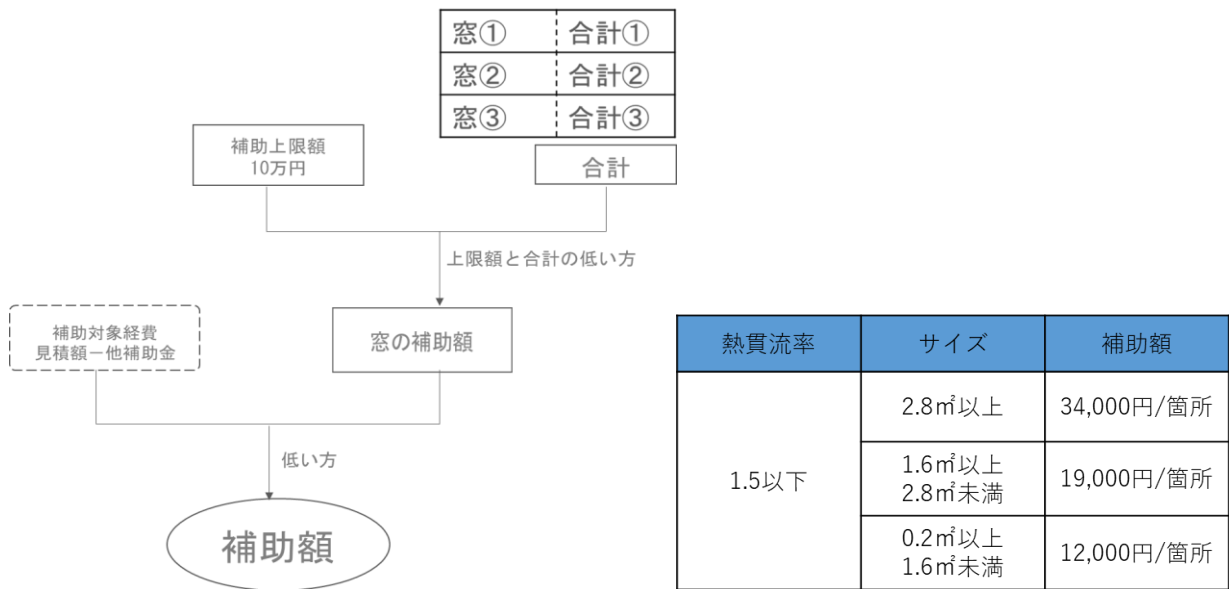 窓① 合計①
窓② 合計②
窓③ 合計③
補助上限額
10万円
合計
上限額と合計の低い方
補助対象経費
見積額－他補助金
窓の補助額
低い方
補助額
熱貫流率 サイズ 補助額
1.5以下
2.8㎡以上 34,000円/箇所
1.6㎡以上
2.8㎡未満
19,000円/箇所
0.2㎡以上
1.6㎡未満
12,000円/箇所